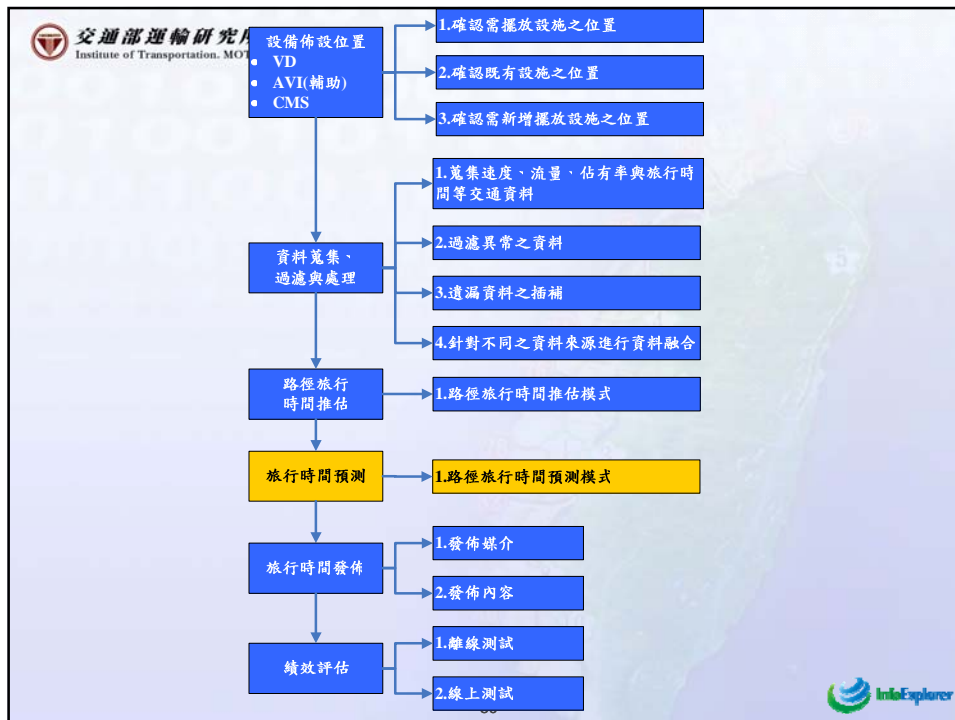 交通部運輸研究
Institute of Transportation. MOT
設備佈設位置
• VD
• AVI(輔助)
• CMS
1.確認需擺放設施之位置
2.確認既有設施之位置
3.確認需新增擺放設施之位置
資料蒐集、
過濾與處理
1.蒐集速度、流量、佔有率與旅行時
間等交通資料
2.過濾異常之資料
3.遺漏資料之插補
4.針對不同之資料來源進行資料融合
路徑旅行
時間推估
1.路徑旅行時間推估模式
旅行時間預測
1.路徑旅行時間預測模式
旅行時間發佈
1.發佈媒介
2.發佈內容
績效評估
1.離線測試
2.線上測試
InfoExplorer